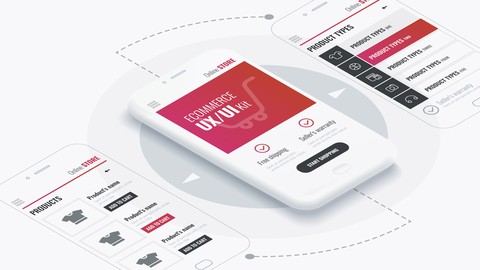 Online STORE
ECOMMERCE
UX/UI Kit
Free shipping
Seller's warranty
START SHOPPING
PRODUCT TYPES
PRODUCT TYPES
PRODUCT TYPES
PRODUCT TYPES
PRODUCT TYPES
Seller's warranty
Online STORE
PRODUCTS
Product's name
ADD TO CART
Product's name
ADD TO CART
Product's name
ADD TO CART